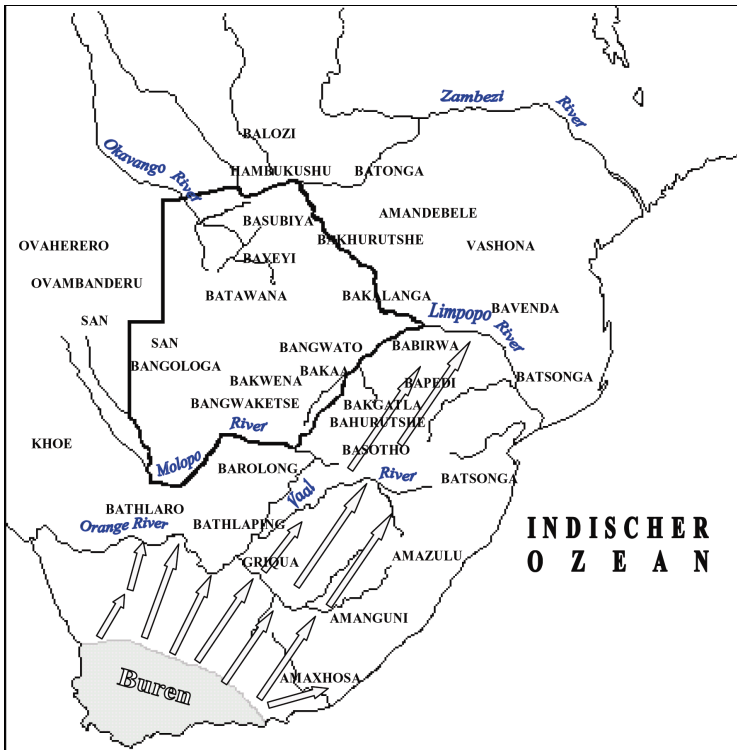 Zambezi River
Okavango River
BALOZI
HAMBUKUSHU
BATONGA
BASUBIYA
AMANDEBELE
BAKHURUTSHE
VASHONA
OVAHERERO
BAYEYI
OVAMBANDERU
BATAWANA
BAKALANGA
Limpopo River
BAVENDA
SAN
SAN
BANGOLOGA
BANGWATO
BABIRWA
BAKAA
BAKWENA
BAPEDI
BATSONGA
BANGWAKETSE
BAKGATLA
BAHURUTSHE
KHOE
Molopo River
BASOTHO
BAROLONG
Vaal River
BATSONGA
BATHLARO
Orange River
BATHLAPING
INDISCHER
OZEAN
GRIQUA
AMAZULU
AMANGUNI
AMAXHOSA
Buren